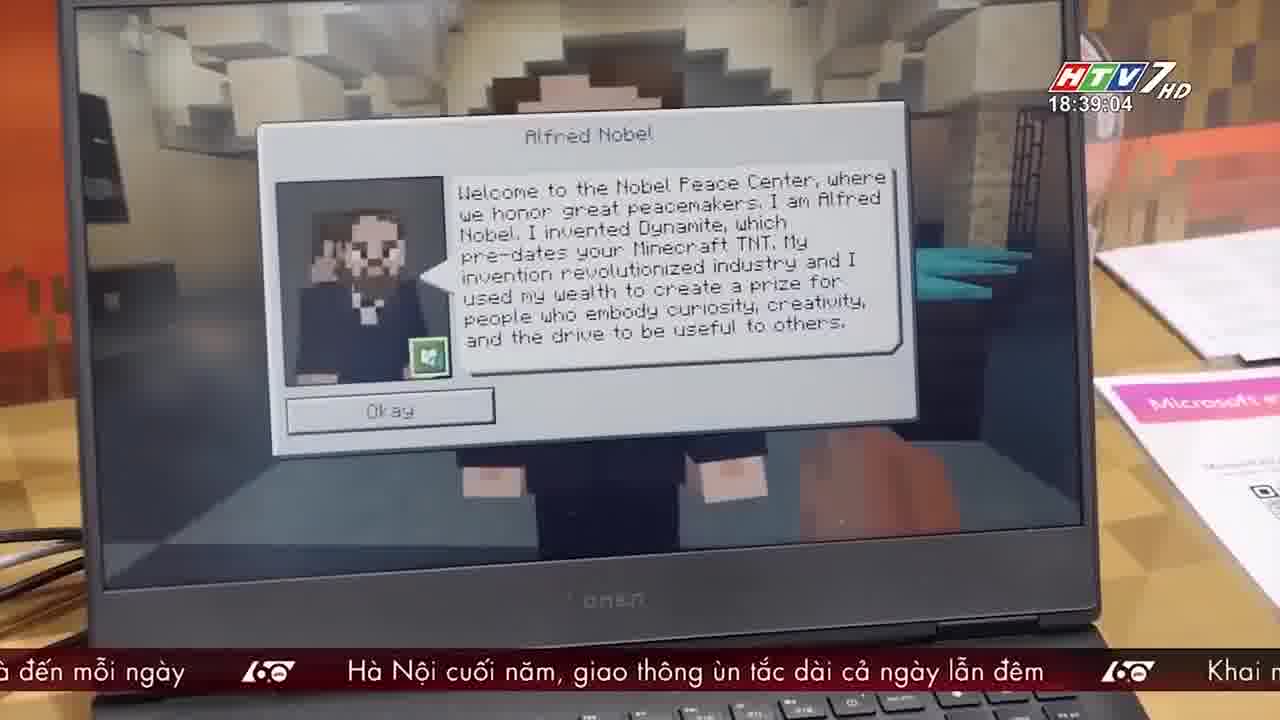 HTV7 HD
18:39:04
Alfred Nobel
Welcome to the Nobel Peace Center, where
we honor great peacemakers. I am Alfred
Nobel. I invented Dynamite, which
pre-dates your Minecraft TNT. My
invention revolutionized industry and I
used my wealth to create a prize for
people who embody curiosity, creativity,
and the drive to be useful to others.
Okay
Microsoft
omen
à đến mỗi ngày 60 Hà Nội cuối năm, giao thông ùn tắc dài cả ngày lẫn đêm 60 Khai